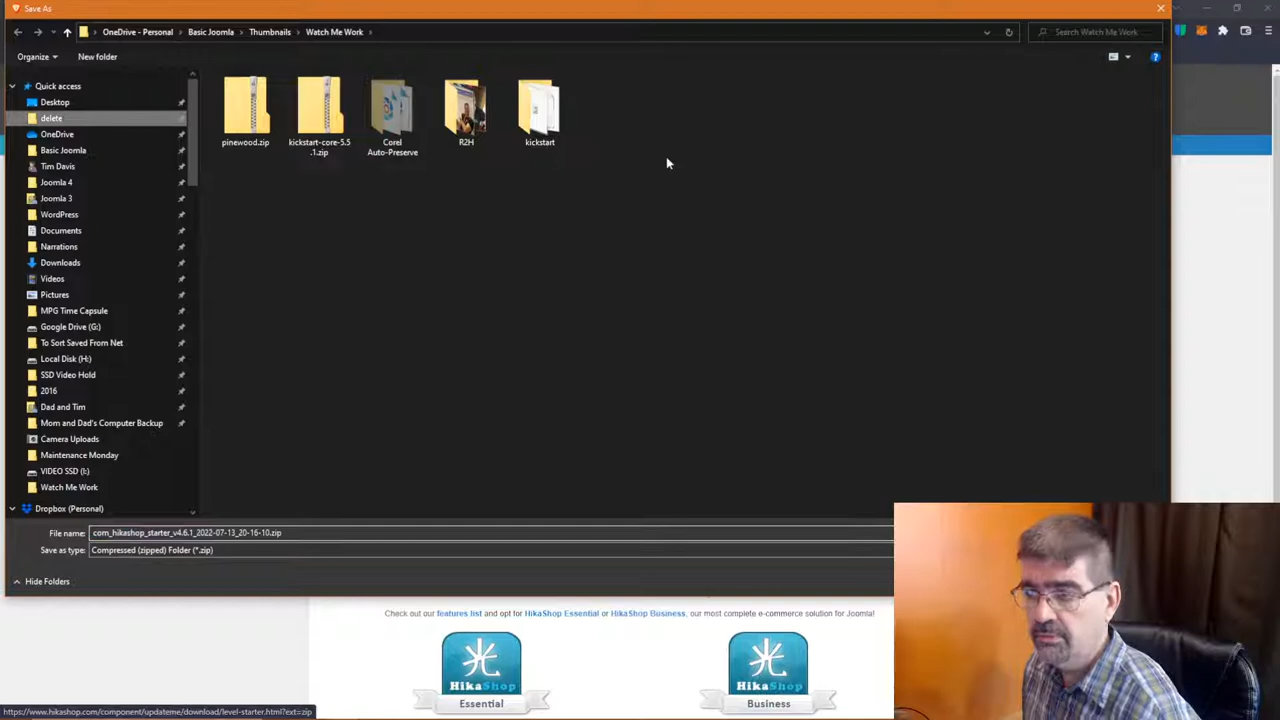 Save As
OneDrive - Personal > Basic Joomla > Thumbnails > Watch Me Work >
Search Watch Me Work
Organize
New folder
Quick access
Desktop
delete
OneDrive
Basic Joomla
Tim Davis
Joomla 4
Joomla 3
WordPress
Documents
Narrations
Downloads
Videos
Pictures
MPG Time Capsule
Google Drive (G:)
To Sort Saved From Net
Local Disk (H:)
SSD Video Hold
2016
Dad and Tim
Mom and Dad's Computer Backup
Camera Uploads
Maintenance Monday
VIDEO SSD (I:)
Watch Me Work
Dropbox (Personal)
pinewood.zip
kickstart-core-5.5
.1.zip
Corel
Auto-Preserve
R2H
kickstart
File name: com_hikashop_starter_v4.6.1_2022-07-13_20-16-10.zip
Save as type: Compressed (zipped) Folder (*.zip)
Hide Folders
Check out our features list and opt for HikaShop Essential or HikaShop Business, our most complete e-commerce solution for Joomla!
光
HikaShop
Essential
光
HikaShop
Business
https://www.hikashop.com/component/updateme/download/level-starter.html?ext=zip